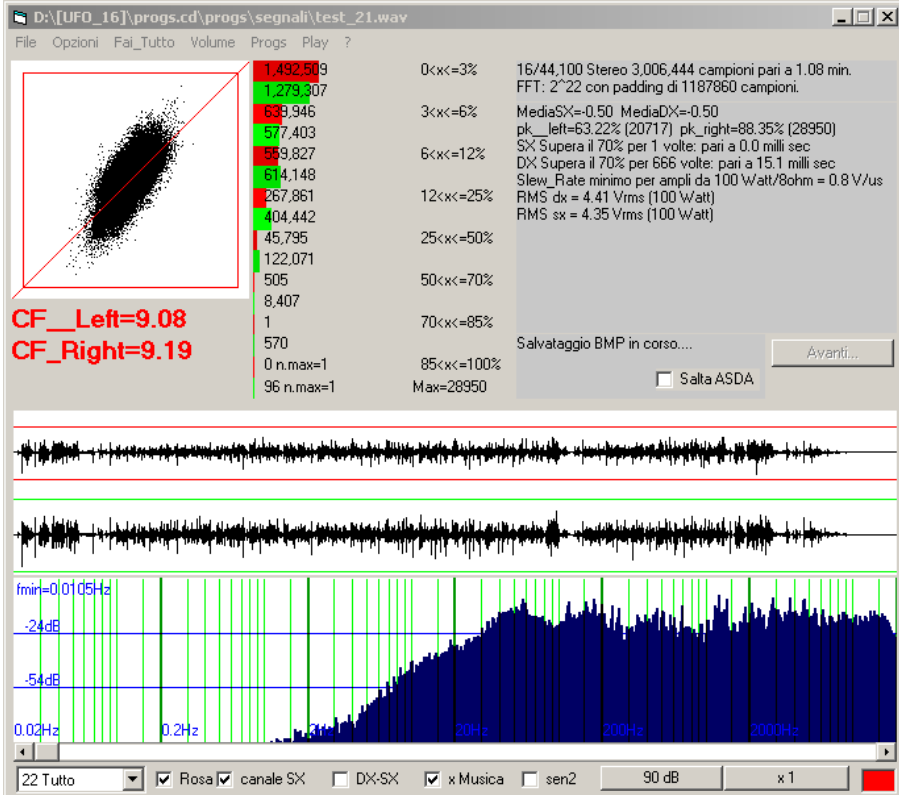 D:\[UFO_16]\progs.cd\progs\segnali\test_21.wav
File Opzioni Fai_Tutto Volume Progs Play ?
1,492,509 0<x<=3%
1,279,307
639,946 3<x<=6%
577,403
559,827 6<x<=12%
614,148
267,861 12<x<=25%
404,442
45,795 25<x<=50%
122,071
505 50<x<=70%
8,407
1 70<x<=85%
570
0 n.max=1 85<x<=100%
96 n.max=1 Max=28950
16/44,100 Stereo 3,006,444 campioni pari a 1.08 min.
FFT: 2^22 con padding di 1187860 campioni.
MediaSX=-0.50 MediaDX=-0.50
pk__left=63.22% (20717) pk_right=88.35% (28950)
SX Supera il 70% per 1 volte: pari a 0.0 milli sec
DX Supera il 70% per 666 volte: pari a 15.1 milli sec
Slew_Rate minimo per ampli da 100 Watt/8ohm = 0.8 V/us
RMS dx = 4.41 Vrms (100 Watt)
RMS sx = 4.35 Vrms (100 Watt)
CF__Left=9.08
CF_Right=9.19
Salvataggio BMP in corso....
Avanti...
Salta ASDA
fmin=0.0105Hz
-24dB
-54dB
0.02Hz 0.2Hz 2Hz 20Hz 200Hz 2000Hz
22 Tutto Rosa canale SX DX-SX x Musica sen2 90 dB x 1